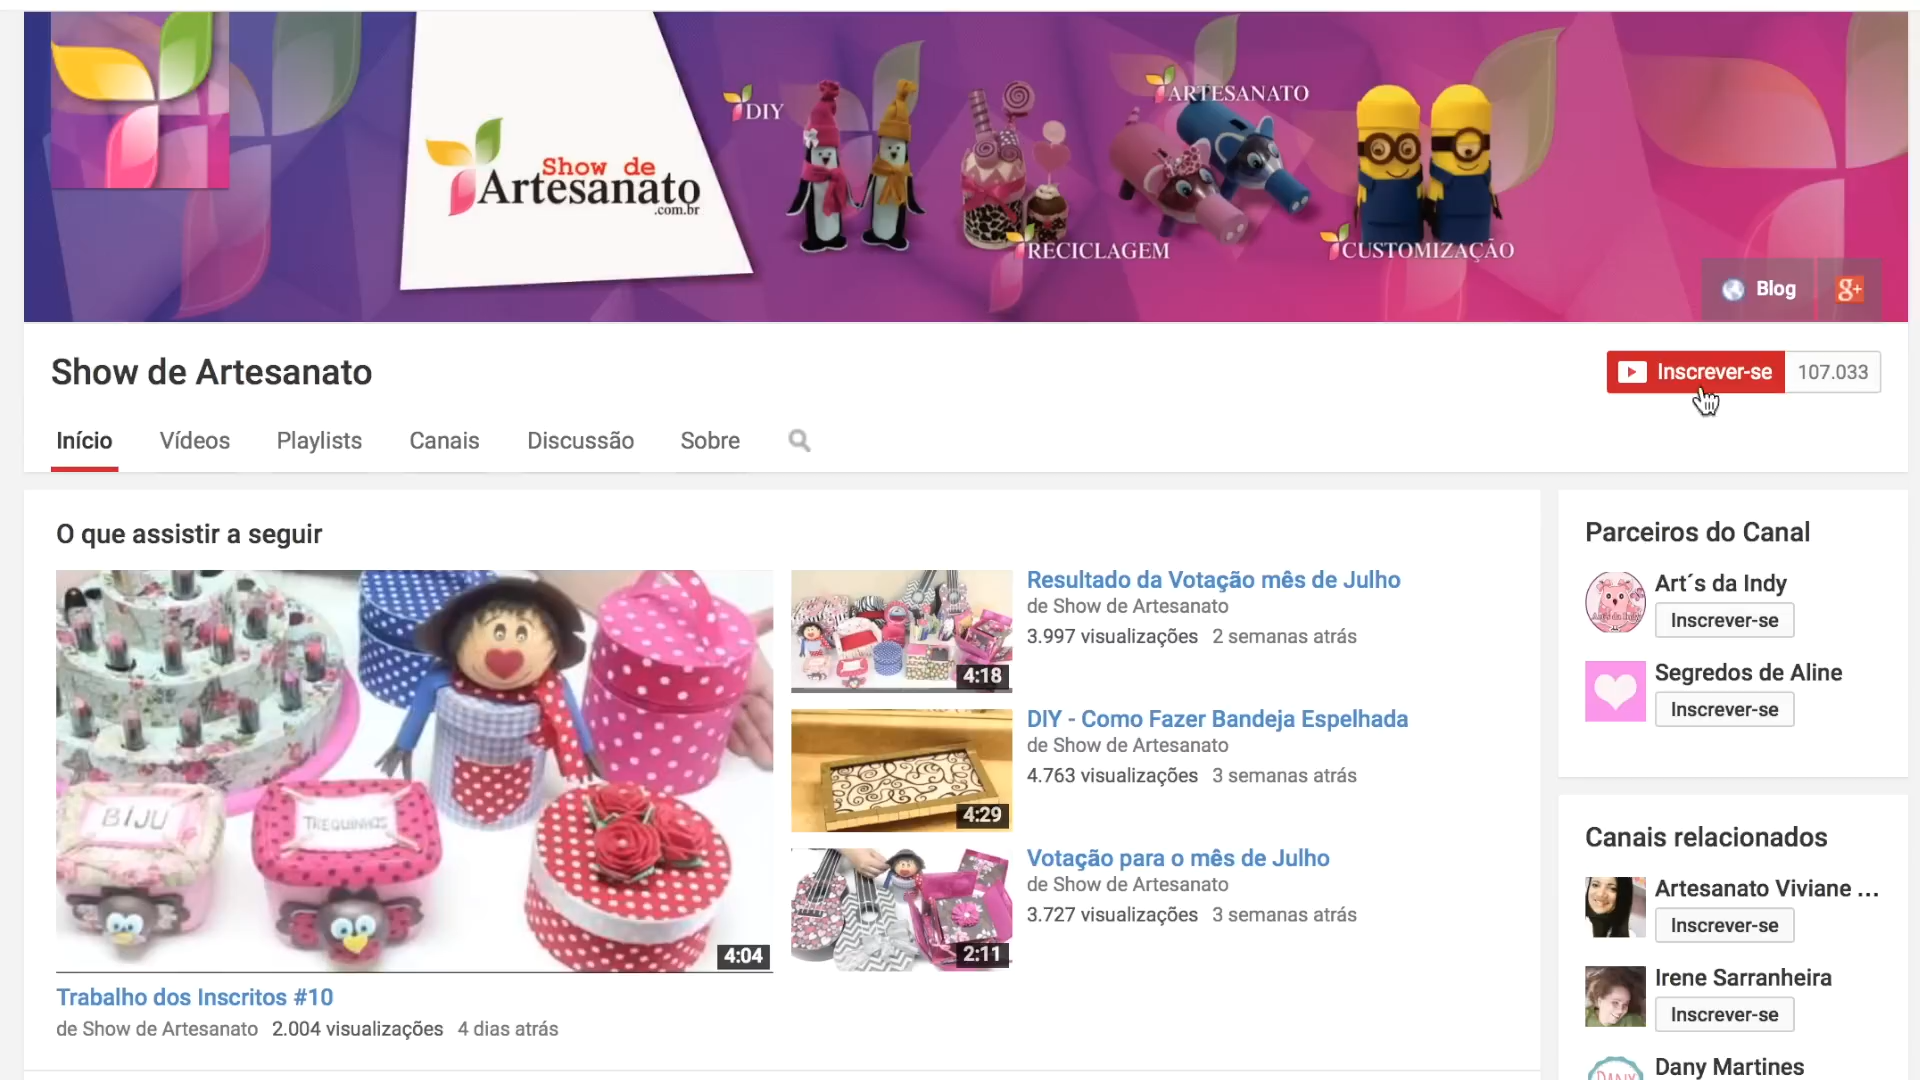 Show de
Artesanato
.com.br
DIY
ARTESANATO
RECICLAGEM
CUSTOMIZAÇÃO
Blog
g+
Show de Artesanato
Inscrever-se 107.033
Início Vídeos Playlists Canais Discussão Sobre
O que assistir a seguir
BIJU
TREQUINHOS
4:04
Trabalho dos Inscritos #10
de Show de Artesanato 2.004 visualizações 4 dias atrás
4:18
Resultado da Votação mês de Julho
de Show de Artesanato
3.997 visualizações 2 semanas atrás
4:29
DIY - Como Fazer Bandeja Espelhada
de Show de Artesanato
4.763 visualizações 3 semanas atrás
2:11
Votação para o mês de Julho
de Show de Artesanato
3.727 visualizações 3 semanas atrás
Parceiros do Canal
Art´s da Indy
Inscrever-se
Segredos de Aline
Inscrever-se
Canais relacionados
Artesanato Viviane ...
Inscrever-se
Irene Sarranheira
Inscrever-se
Dany Martines